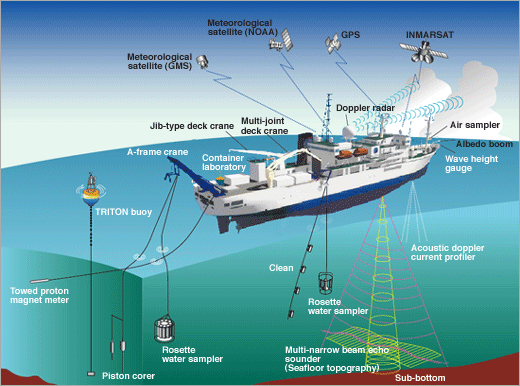 Meteorological
satellite (NOAA)
GPS
INMARSAT
Meteorological
satellite (GMS)
Doppler radar
Jib-type deck crane
Multi-joint
deck crane
Air sampler
A-frame crane
Container
laboratory
Albedo boom
Wave height
gauge
TRITON buoy
Acoustic doppler
current profiler
Clean
Towed proton
magnet meter
Rosette
water sampler
Rosette
water sampler
Multi-narrow beam echo
sounder
(Seafloor topography)
Piston corer
Sub-bottom